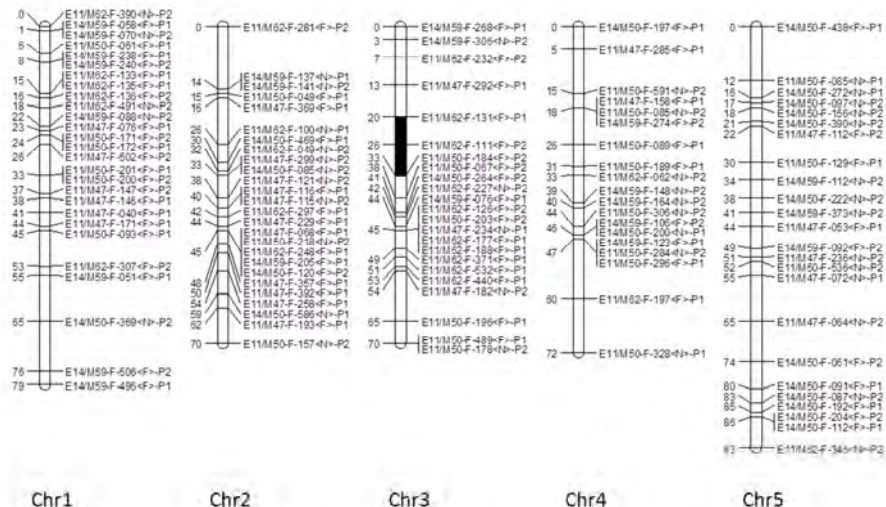 0 E11/M62-F-390<N>-P2
1 E14/M59-F-058<F>-P1
E14/M59-F-070<N>-P2
6 E11/M50-F-061<F>-P1
8 E14/M59-F-238<F>-P1
E14/M59-F-240<F>-P2
E11/M62-F-133<F>-P1
15 E11/M62-F-135<F>-P1
16 E11/M62-F-136<F>-P2
18 E11/M62-F-491<N>-P2
22 E14/M59-F-088<N>-P2
23 E11/M47-F-076<F>-P1
E11/M50-F-171<F>-P2
24 E11/M50-F-172<F>-P1
26 E11/M47-F-502<F>-P1
E11/M50-F-201<F>-P1
33 E11/M50-F-200<F>-P1
37 E11/M47-F-147<F>-P2
38 E11/M47-F-146<F>-P1
41 E11/M47-F-040<F>-P1
44 E11/M47-F-171<F>-P1
45 E11/M50-F-093<F>-P1
53 E11/M62-F-307<N>-P2
55 E14/M59-F-051<F>-P1
65 E14/M50-F-369<N>-P2
76 E14/M59-F-506<F>-P2
79 E14/M59-F-496<F>-P1
Chr1
0 E11/M62-F-281<F>-P1
14 E14/M59-F-137<N>-P1
E14/M59-F-141<N>-P2
15 E11/M50-F-049<F>-P1
16 E11/M47-F-369<F>-P1
26 E11/M62-F-100<N>-P1
30 E14/M50-F-469<F>-P1
32 E11/M62-F-049<N>-P2
E11/M47-F-299<N>-P2
33 E11/M50-F-085<N>-P2
38 E11/M47-F-121<N>-P2
E11/M47-F-116<F>-P1
40 E11/M47-F-115<N>-P2
42 E11/M62-F-297<F>-P1
44 E11/M47-F-229<F>-P1
E11/M47-F-068<F>-P1
E11/M50-F-218<N>-P2
45 E11/M62-F-248<F>-P1
E14/M59-F-205<F>-P1
E14/M50-F-120<F>-P2
48 E11/M47-F-357<F>-P1
50 E11/M47-F-392<F>-P1
54 E11/M47-F-258<F>-P1
59 E14/M50-F-586<N>-P1
62 E11/M47-F-193<F>-P1
70 E11/M50-F-157<N>-P2
Chr2
0 E14/M59-F-268<F>-P1
3 E14/M59-F-305<N>-P2
7 E11/M62-F-232<F>-P2
13 E11/M47-F-292<F>-P1
20 E11/M62-F-131<F>-P1
26 E11/M62-F-111<F>-P2
33 E11/M50-F-184<F>-P2
38 E11/M50-F-067<F>-P1
41 E11/M50-F-264<F>-P2
42 E11/M62-F-227<N>-P2
44 E14/M59-F-076<F>-P1
E11/M62-F-126<F>-P2
E11/M50-F-203<F>-P2
45 E11/M47-F-234<N>-P1
E11/M62-F-177<F>-P2
E11/M62-F-188<F>-P1
49 E11/M62-F-371<F>-P1
51 E11/M62-F-532<F>-P1
53 E11/M62-F-440<F>-P1
54 E11/M47-F-182<N>-P2
65 E11/M50-F-196<F>-P1
70 E11/M50-F-489<F>-P1
E11/M50-F-178<N>-P2
Chr3
0 E14/M50-F-197<F>-P1
5 E11/M47-F-285<F>-P1
15 E11/M50-F-591<N>-P2
E11/M47-F-158<F>-P1
18 E11/M50-F-085<N>-P2
E14/M59-F-274<F>-P2
26 E11/M50-F-089<F>-P1
31 E11/M50-F-189<F>-P1
33 E11/M62-F-062<N>-P2
39 E14/M59-F-148<N>-P2
40 E14/M59-F-164<N>-P2
44 E11/M50-F-306<N>-P2
E14/M59-F-106<F>-P2
46 E14/M50-F-200<F>-P1
E14/M59-F-123<F>-P1
47 E11/M50-F-284<N>-P2
E11/M50-F-296<F>-P1
60 E11/M62-F-197<F>-P1
72 E11/M50-F-328<N>-P1
Chr4
0 E14/M50-F-438<F>-P1
12 E11/M50-F-065<N>-P2
16 E14/M50-F-272<F>-P1
17 E14/M50-F-097<N>-P2
18 E11/M50-F-156<N>-P2
21 E14/M50-F-390<N>-P2
22 E11/M47-F-112<F>-P2
30 E11/M50-F-129<F>-P1
34 E14/M59-F-112<N>-P2
38 E14/M50-F-222<N>-P2
41 E14/M59-F-373<N>-P2
44 E11/M47-F-053<F>-P1
49 E14/M59-F-092<F>-P2
51 E11/M47-F-236<N>-P2
52 E11/M50-F-536<N>-P2
55 E11/M47-F-072<N>-P1
65 E11/M47-F-064<N>-P2
74 E14/M50-F-061<F>-P2
80 E14/M50-F-091<F>-P1
83 E14/M50-F-087<N>-P2
85 E14/M50-F-192<F>-P1
86 E14/M50-F-204<F>-P2
E14/M50-F-112<F>-P1
E11/M62-F-345<N>-P2
Chr5